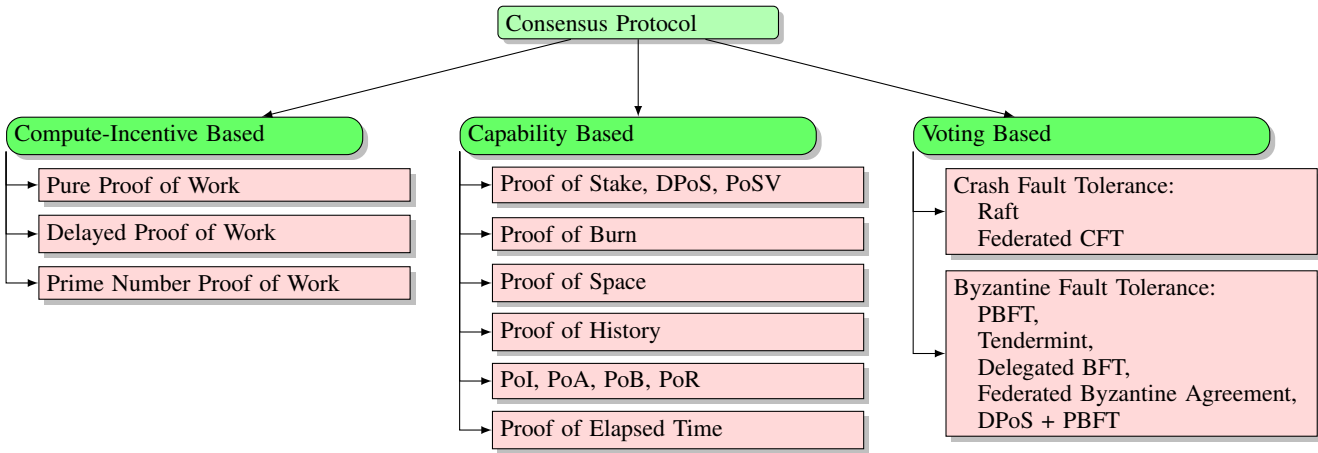 Consensus Protocol
Compute-Incentive Based
Pure Proof of Work
Delayed Proof of Work
Prime Number Proof of Work
Capability Based
Proof of Stake, DPoS, PoSV
Proof of Burn
Proof of Space
Proof of History
PoI, PoA, PoB, PoR
Proof of Elapsed Time
Voting Based
Crash Fault Tolerance:
Raft
Federated CFT
Byzantine Fault Tolerance:
PBFT,
Tendermint,
Delegated BFT,
Federated Byzantine Agreement,
DPoS + PBFT